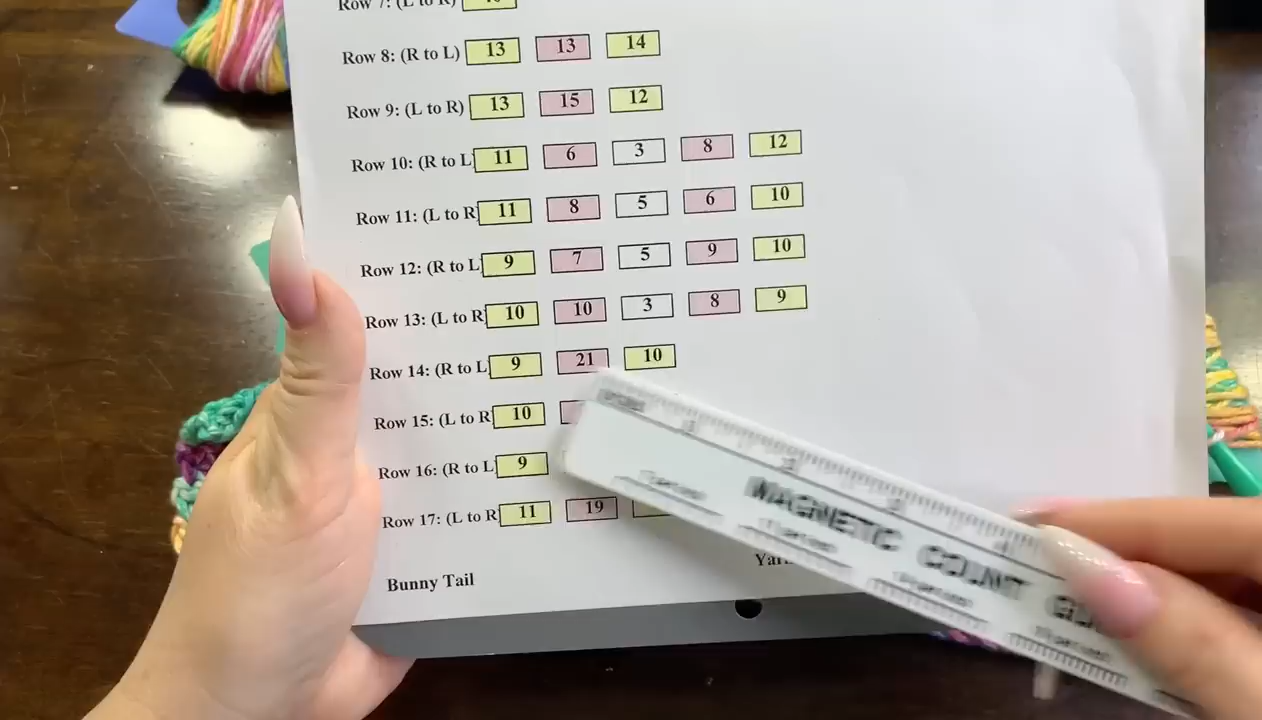 Row 7: (L to R)
Row 8: (R to L) 13 13 14
Row 9: (L to R) 13 15 12
Row 10: (R to L 11 6 3 8 12
Row 11: (L to R 11 8 5 6 10
Row 12: (R to L 9 7 5 9 10
Row 13: (L to R 10 10 3 8 9
Row 14: (R to L 9 21 10
Row 15: (L to R 10
Row 16: (R to L 9
Row 17: (L to R 11 19
Bunny Tail
MAGNETIC COUNT